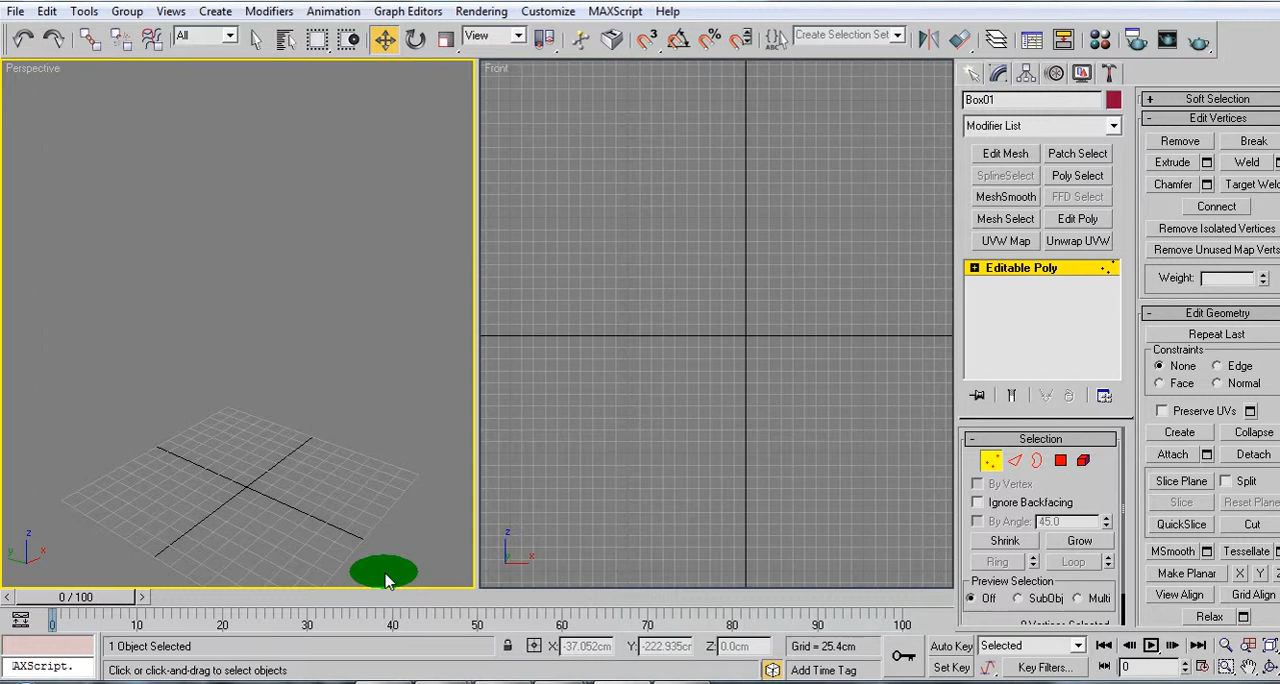 File Edit Tools Group Views Create Modifiers Animation Graph Editors Rendering Customize MAXScript Help
All View 3 ABC Create Selection Set
Perspective
Front
Box01
Modifier List
Edit Mesh Patch Select
SplineSelect Poly Select
MeshSmooth FFD Select
Mesh Select Edit Poly
UVW Map Unwrap UVW
Editable Poly
Selection
By Vertex
Ignore Backfacing
By Angle: 45.0
Shrink Grow
Ring Loop
Preview Selection
Off SubObj Multi
0 Vertices Selected
Soft Selection
Edit Vertices
Remove Break
Extrude Weld
Chamfer Target Weld
Connect
Remove Isolated Vertices
Remove Unused Map Verts
Weight:
Edit Geometry
Repeat Last
Constraints
None Edge
Face Normal
Preserve UVs
Create Collapse
Attach Detach
Slice Plane Split
Slice Reset Plane
QuickSlice Cut
MSmooth Tessellate
Make Planar X Y Z
View Align Grid Align
Relax
z
y x
z
y x
< 0 / 100 >
0 10 20 30 40 50 60 70 80 90 100
1 Object Selected X: -37.052cm Y: -222.935cm Z: 0.0cm Grid = 25.4cm Auto Key Selected
AXScript. Click or click-and-drag to select objects Add Time Tag Set Key Key Filters... 0